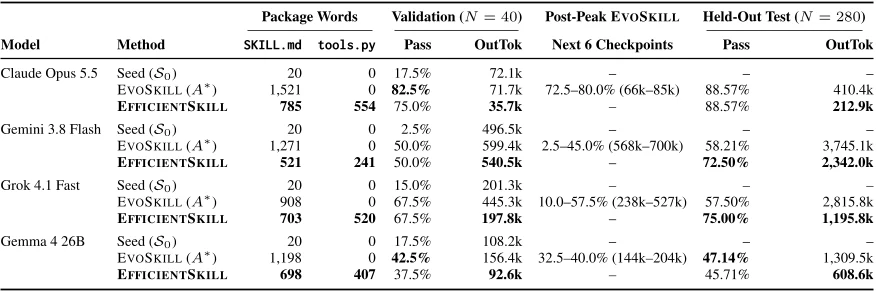 Package Words Validation (N = 40) Post-Peak EVOSKILL Held-Out Test (N = 280)
Model Method SKILL.md tools.py Pass OutTok Next 6 Checkpoints Pass OutTok
Claude Opus 5.5 Seed (S₀) 20 0 17.5% 72.1k – – –
EVOSKILL (A*) 1,521 0 82.5% 71.7k 72.5–80.0% (66k–85k) 88.57% 410.4k
EFFICIENTSKILL 785 554 75.0% 35.7k – 88.57% 212.9k
Gemini 3.8 Flash Seed (S₀) 20 0 2.5% 496.5k – – –
EVOSKILL (A*) 1,271 0 50.0% 599.4k 2.5–45.0% (568k–700k) 58.21% 3,745.1k
EFFICIENTSKILL 521 241 50.0% 540.5k – 72.50% 2,342.0k
Grok 4.1 Fast Seed (S₀) 20 0 15.0% 201.3k – – –
EVOSKILL (A*) 908 0 67.5% 445.3k 10.0–57.5% (238k–527k) 57.50% 2,815.8k
EFFICIENTSKILL 703 520 67.5% 197.8k – 75.00% 1,195.8k
Gemma 4 26B Seed (S₀) 20 0 17.5% 108.2k – – –
EVOSKILL (A*) 1,198 0 42.5% 156.4k 32.5–40.0% (144k–204k) 47.14% 1,309.5k
EFFICIENTSKILL 698 407 37.5% 92.6k – 45.71% 608.6k